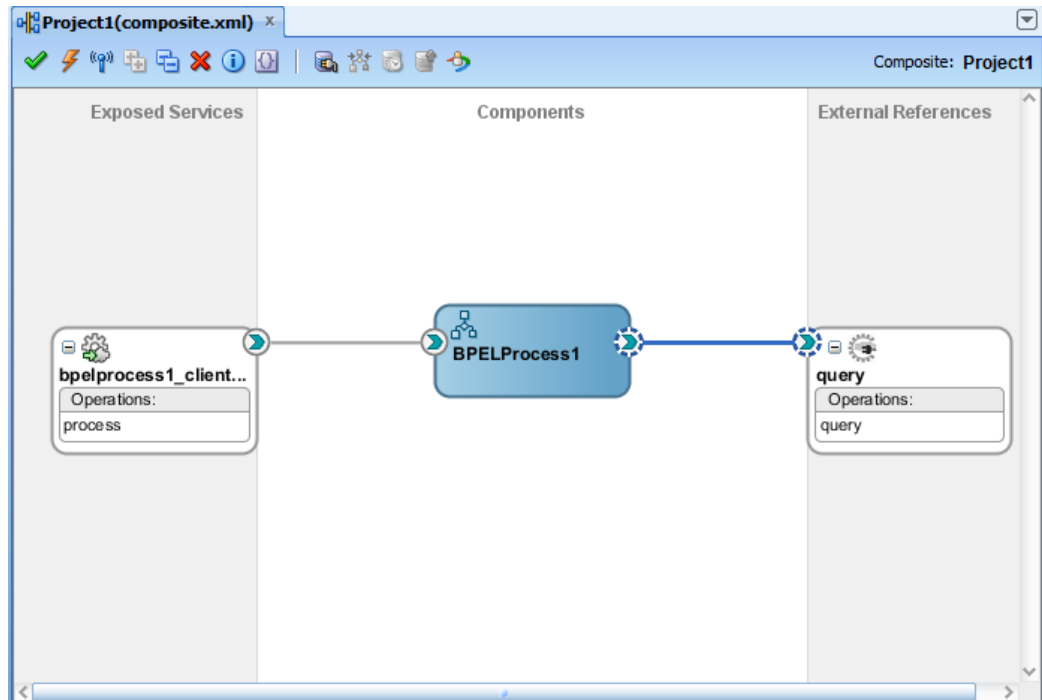 Project1(composite.xml) x
Composite: Project1
Exposed Services
Components
External References
bpelprocess1_client...
Operations:
process
BPELProcess1
query
Operations:
query